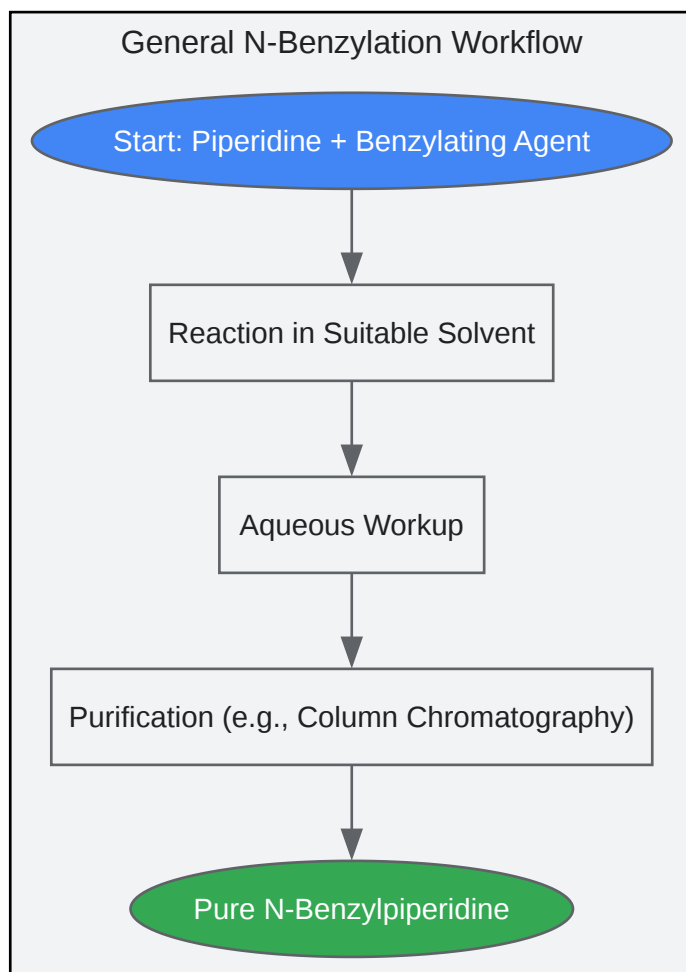 General N-Benzylation Workflow
Start: Piperidine + Benzylating Agent
Reaction in Suitable Solvent
Aqueous Workup
Purification (e.g., Column Chromatography)
Pure N-Benzylpiperidine